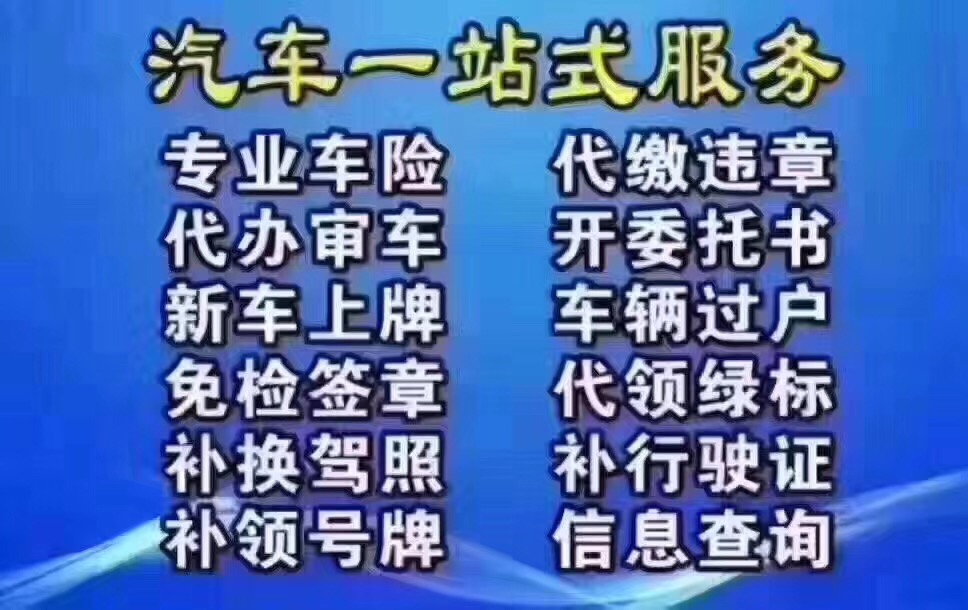 汽车一站式服务
专业车险 代缴违章
代办审车 开委托书
新车上牌 车辆过户
免检签章 代领绿标
补换驾照 补行驶证
补领号牌 信息查询